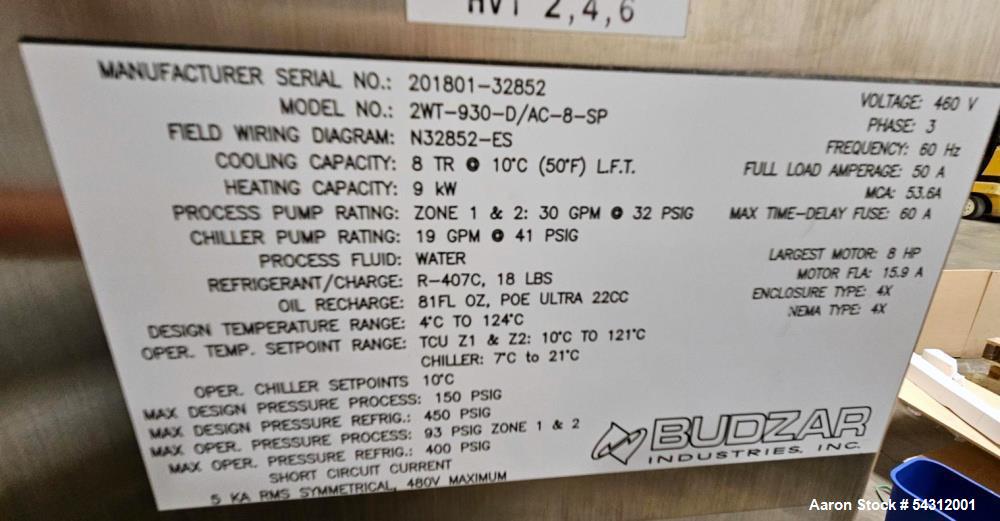 HVT 2,4,6
MANUFACTURER SERIAL NO.: 201801-32852
MODEL NO.: 2WT-930-D/AC-8-SP
FIELD WIRING DIAGRAM: N32852-ES
COOLING CAPACITY: 8 TR @ 10°C (50°F) L.F.T.
HEATING CAPACITY: 9 kW
PROCESS PUMP RATING: ZONE 1 & 2: 30 GPM @ 32 PSIG
CHILLER PUMP RATING: 19 GPM @ 41 PSIG
PROCESS FLUID: WATER
REFRIGERANT/CHARGE: R-407C, 18 LBS
OIL RECHARGE: 81FL OZ, POE ULTRA 22CC
DESIGN TEMPERATURE RANGE: 4°C TO 124°C
OPER. TEMP. SETPOINT RANGE: TCU Z1 & Z2: 10°C TO 121°C
CHILLER: 7°C to 21°C
OPER. CHILLER SETPOINTS 10°C
MAX DESIGN PRESSURE PROCESS: 150 PSIG
MAX DESIGN PRESSURE REFRIG.: 450 PSIG
MAX OPER. PRESSURE PROCESS: 93 PSIG ZONE 1 & 2
MAX OPER. PRESSURE REFRIG.: 400 PSIG
SHORT CIRCUIT CURRENT
5 KA RMS SYMMETRICAL, 480V MAXIMUM
VOLTAGE: 460 V
PHASE: 3
FREQUENCY: 60 Hz
FULL LOAD AMPERAGE: 50 A
MCA: 53.6A
MAX TIME-DELAY FUSE: 60 A
LARGEST MOTOR: 8 HP
MOTOR FLA: 15.9 A
ENCLOSURE TYPE: 4X
NEMA TYPE: 4X
BUDZAR
INDUSTRIES, INC.
Aaron Stock # 54312001